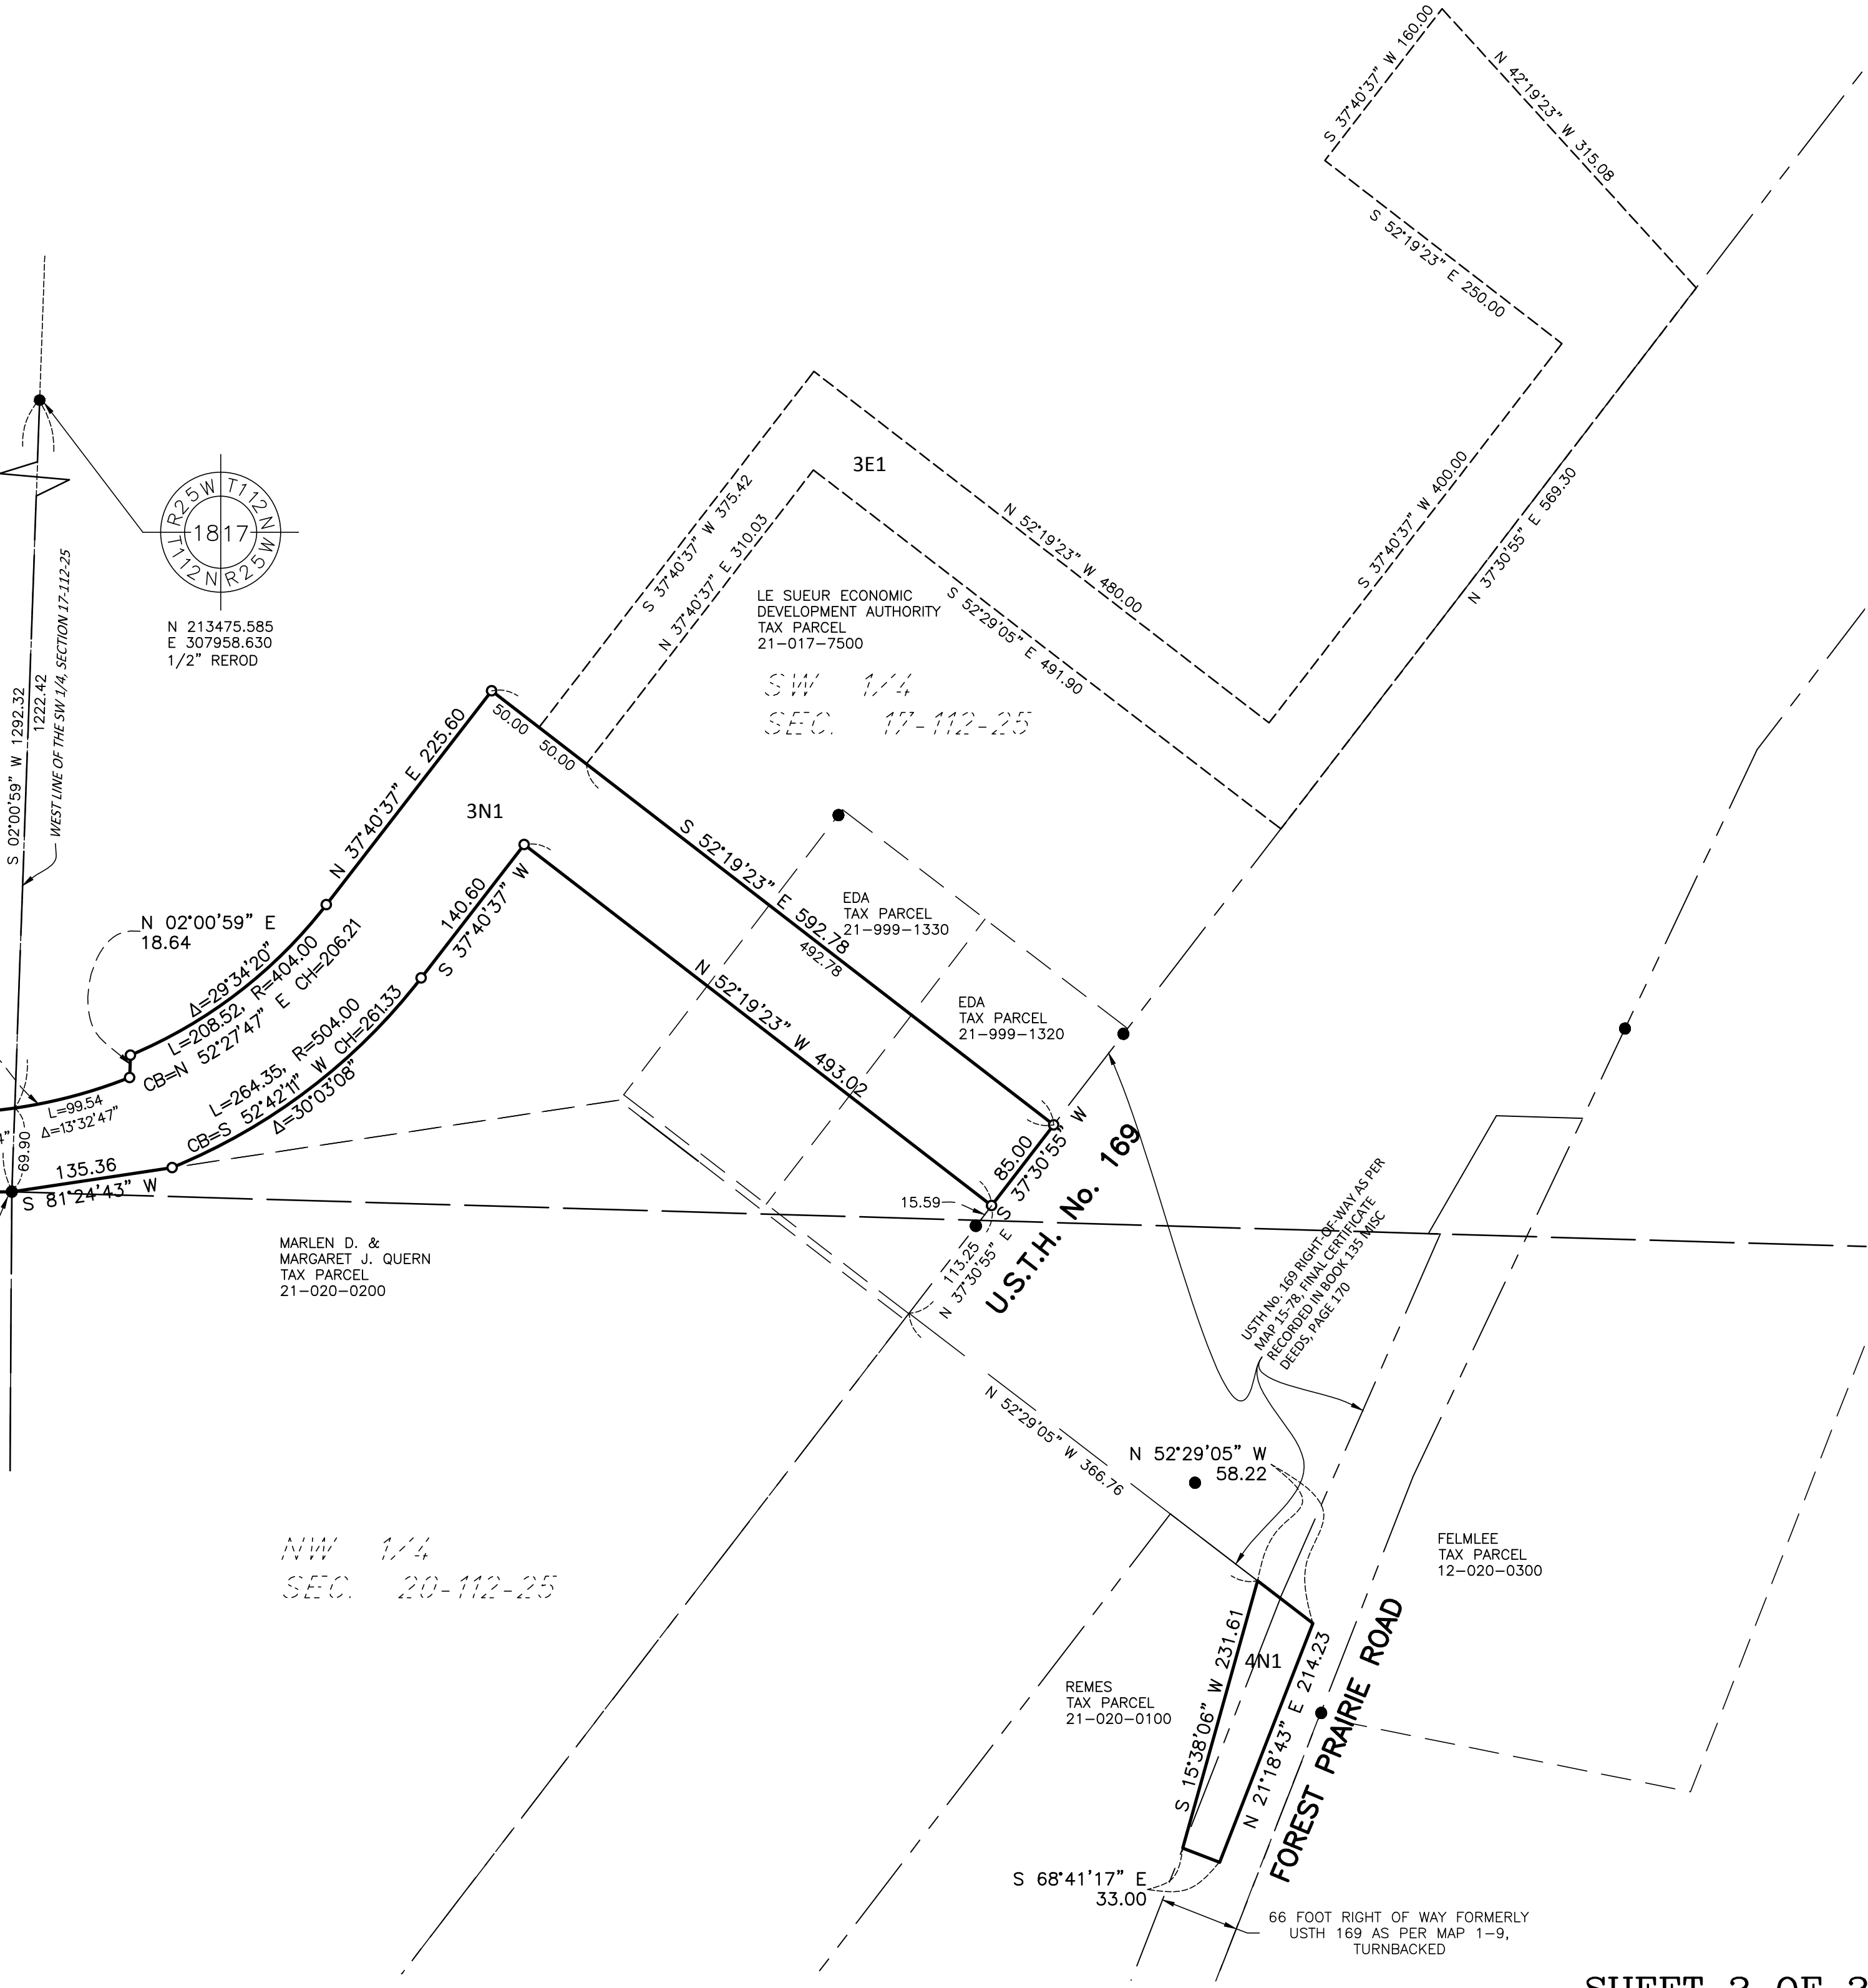 S 37°40'37" W 160.00
N 42°19'23" W 315.08
S 52°19'23" E 250.00
S 37°40'37" W 400.00
N 37°30'55" E 569.30
3E1
S 37°40'37" W 375.42
N 37°40'37" E 310.03
N 52°19'23" W 480.00
S 52°29'05" E 491.90
LE SUEUR ECONOMIC
DEVELOPMENT AUTHORITY
TAX PARCEL
21-017-7500
SW 1/4
SEC. 17-112-25
R25W T112N
1817
T112N R25W
N 213475.585
E 307958.630
1/2" REROD
S 02°00'59" W 1292.32
1222.42
WEST LINE OF THE SW 1/4, SECTION 17-112-25
50.00
50.00
N 37°40'37" E 225.60
3N1
S 52°19'23" E 592.78
492.78
140.60
S 37°40'37" W
N 52°19'23" W 493.02
EDA
TAX PARCEL
21-999-1330
EDA
TAX PARCEL
21-999-1320
N 02°00'59" E
18.64
Δ=29°34'20"
L=208.52, R=404.00
CB=N 52°27'47" E CH=206.21
L=264.35, R=504.00
CB=S 52°42'11" W CH=261.33
Δ=30°03'08"
L=99.54
Δ=13°32'47"
69.90
135.36
S 81°24'43" W
85.00
S 37°30'55" W
15.59
113.25
N 37°30'55" E
U.S.T.H. No. 169
MARLEN D. &
MARGARET J. QUERN
TAX PARCEL
21-020-0200
USTH No. 169 RIGHT-OF-WAY AS PER
MAP 15-78, FINAL CERTIFICATE
RECORDED IN BOOK 135 MISC
DEEDS, PAGE 170
N 52°29'05" W 366.76
N 52°29'05" W
58.22
NW 1/4
SEC. 20-112-25
FELMLEE
TAX PARCEL
12-020-0300
S 15°38'06" W 231.61
4N1
N 21°18'43" E 214.23
FOREST PRAIRIE ROAD
REMES
TAX PARCEL
21-020-0100
S 68°41'17" E
33.00
66 FOOT RIGHT OF WAY FORMERLY
USTH 169 AS PER MAP 1-9,
TURNBACKED